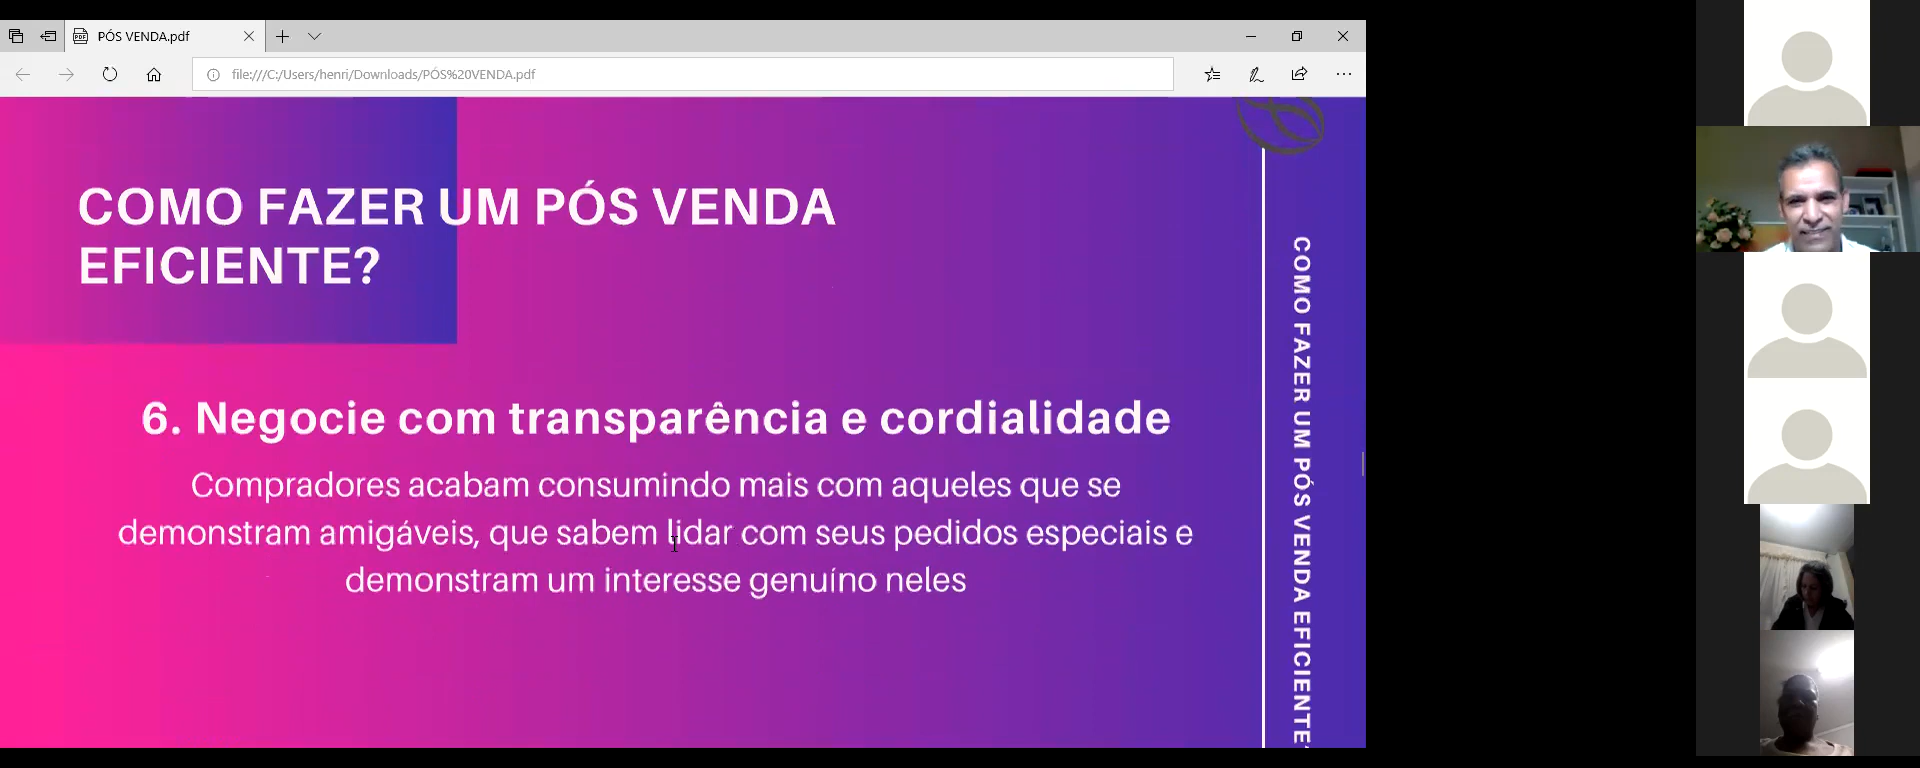 PÓS VENDA.pdf
file:///C:/Users/henri/Downloads/PÓS%20VENDA.pdf
COMO FAZER UM PÓS VENDA
EFICIENTE?
6. Negocie com transparência e cordialidade
Compradores acabam consumindo mais com aqueles que se
demonstram amigáveis, que sabem lidar com seus pedidos especiais e
demonstram um interesse genuíno neles
COMO FAZER UM PÓS VENDA EFICIENTE?